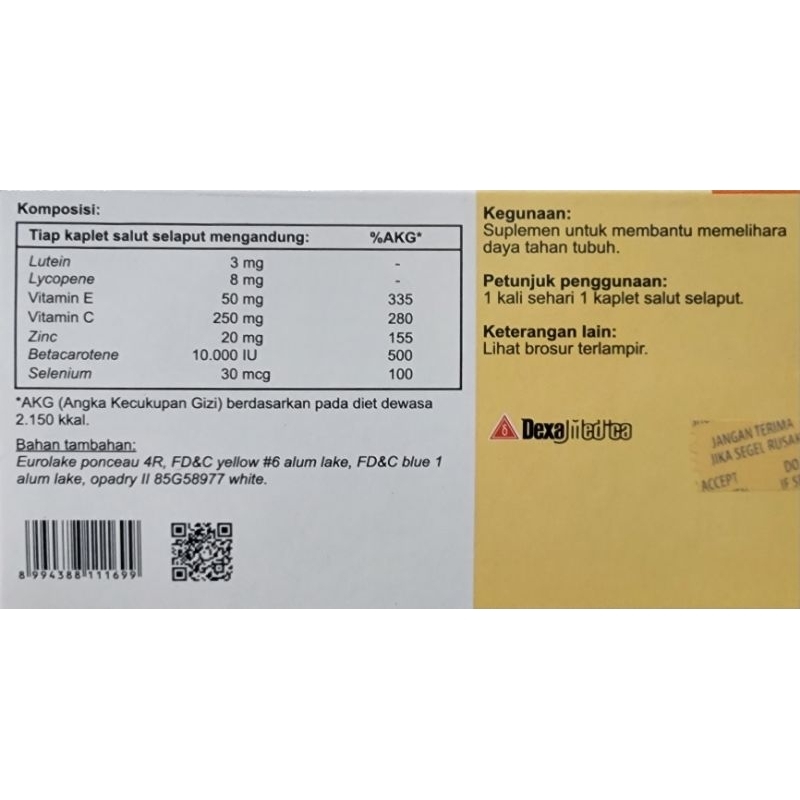 Komposisi:
Tiap kaplet salut selaput mengandung: %AKG*
Lutein 3 mg -
Lycopene 8 mg -
Vitamin E 50 mg 335
Vitamin C 250 mg 280
Zinc 20 mg 155
Betacarotene 10.000 IU 500
Selenium 30 mcg 100
*AKG (Angka Kecukupan Gizi) berdasarkan pada diet dewasa
2.150 kkal.
Bahan tambahan:
Eurolake ponceau 4R, FD&C yellow #6 alum lake, FD&C blue 1
alum lake, opadry II 85G58977 white.
8 994388 111699
Kegunaan:
Suplemen untuk membantu memelihara
daya tahan tubuh.
Petunjuk penggunaan:
1 kali sehari 1 kaplet salut selaput.
Keterangan lain:
Lihat brosur terlampir.
Dexa Medica
JANGAN TERIMA
JIKA SEGEL RUSAK
DO
ACCEPT IF